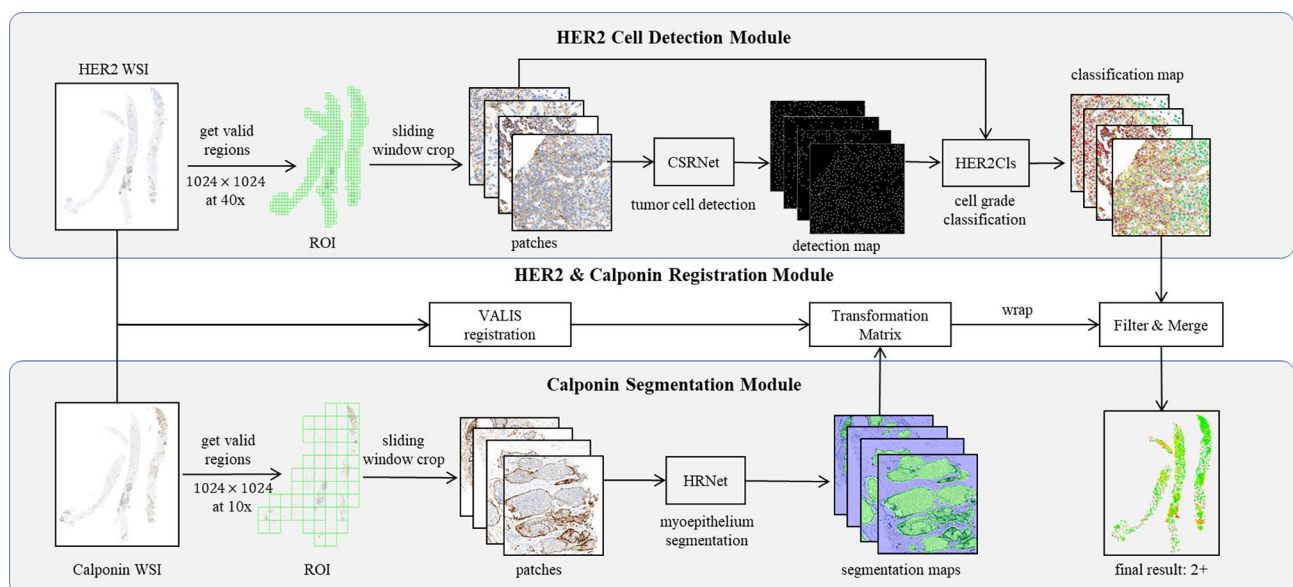 HER2 Cell Detection Module
HER2 WSI
get valid
regions
1024 × 1024
at 40x
ROI
sliding
window crop
patches
CSRNet
tumor cell detection
detection map
HER2Cls
cell grade
classification
classification map
HER2 & Calponin Registration Module
VALIS
registration
Transformation
Matrix
wrap
Filter & Merge
Calponin Segmentation Module
Calponin WSI
get valid
regions
1024 × 1024
at 10x
ROI
sliding
window crop
patches
HRNet
myoepithelium
segmentation
segmentation maps
final result: 2+